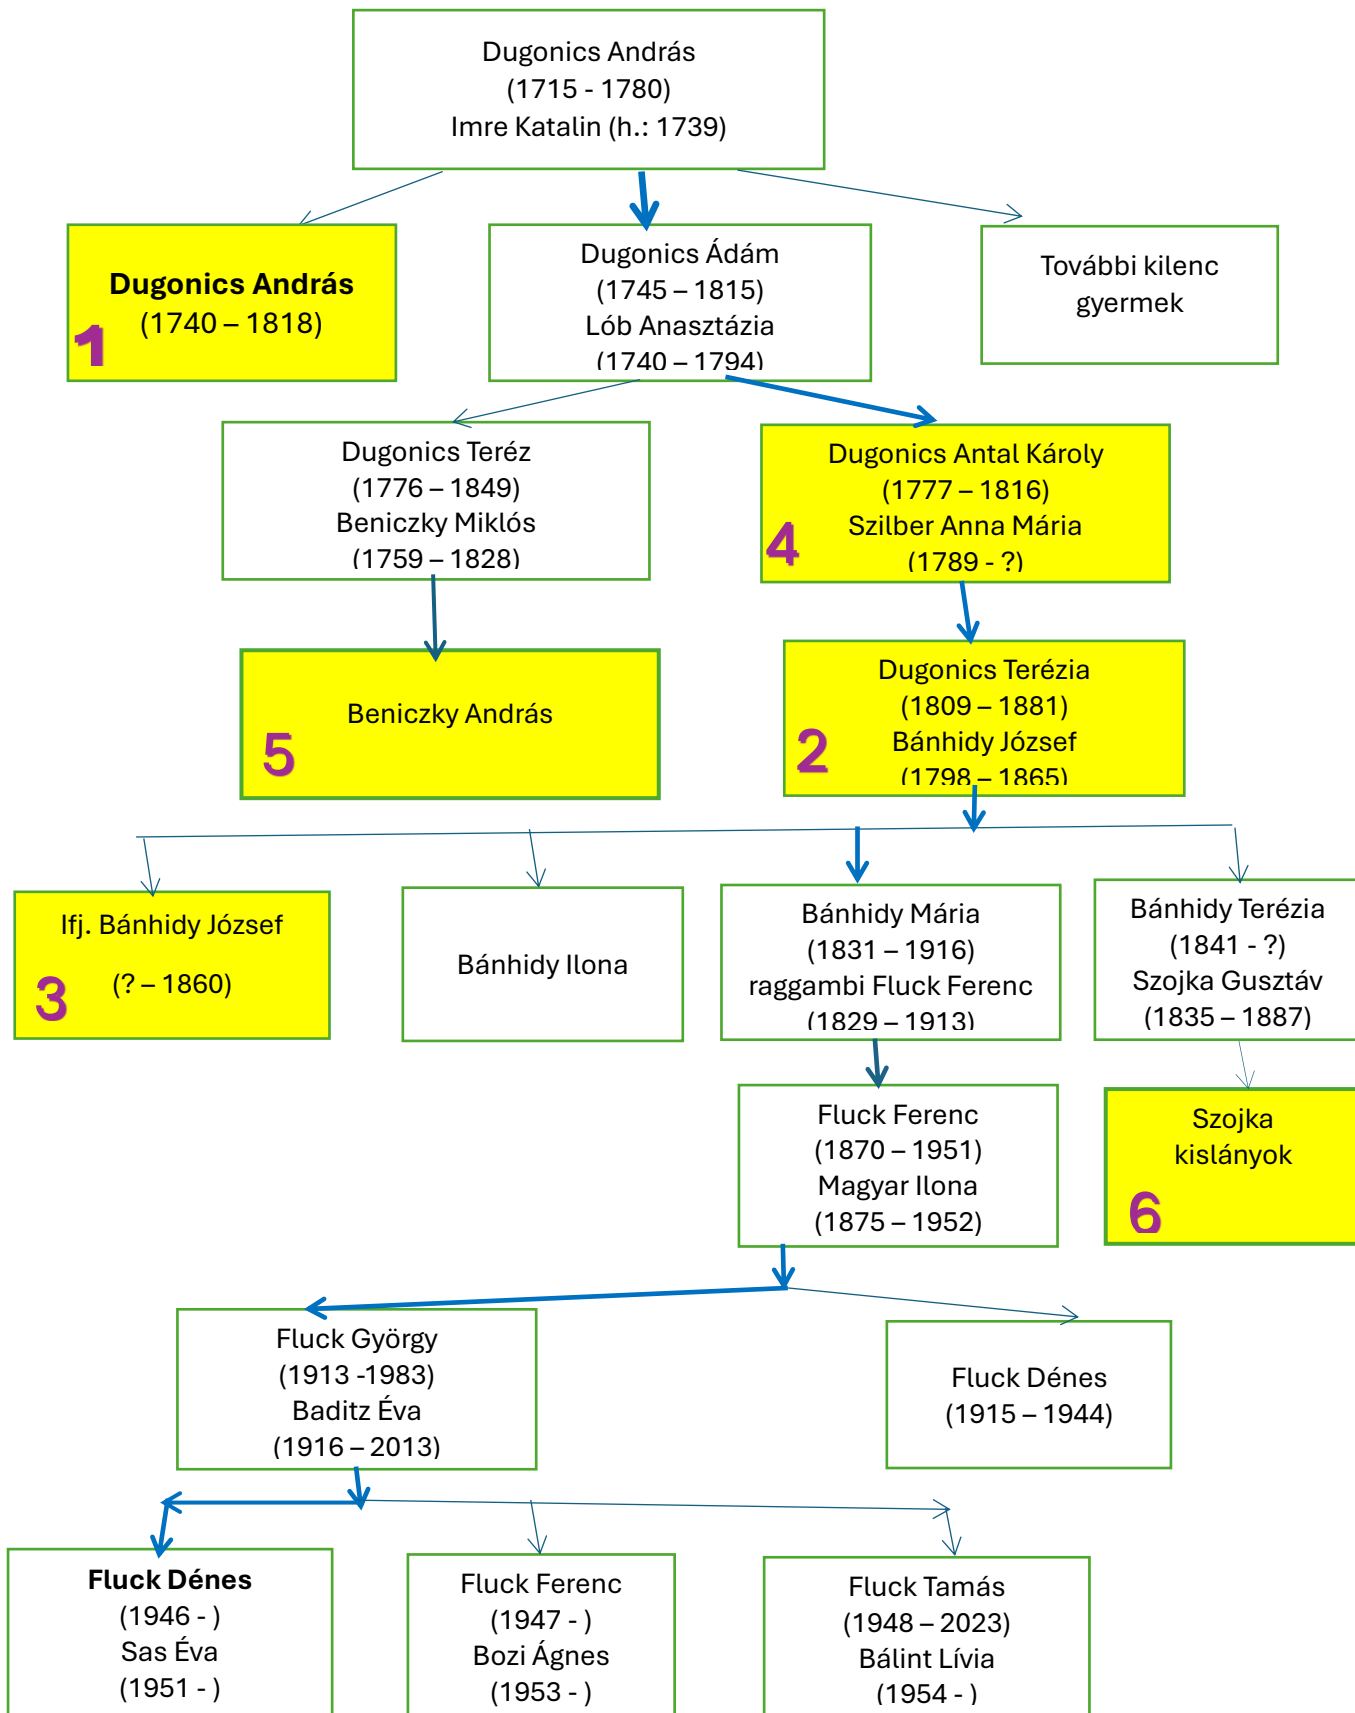 Dugonics András
(1715 - 1780)
Imre Katalin (h.: 1739)
Dugonics András
(1740 – 1818)
1
Dugonics Ádám
(1745 – 1815)
Lób Anasztázia
(1740 – 1794)
További kilenc
gyermek
Dugonics Teréz
(1776 – 1849)
Beniczky Miklós
(1759 – 1828)
Dugonics Antal Károly
(1777 – 1816)
Szilber Anna Mária
(1789 - ?)
4
Beniczky András
5
Dugonics Terézia
(1809 – 1881)
Bánhidy József
(1798 – 1865)
2
Ifj. Bánhidy József
(? – 1860)
3
Bánhidy Ilona
Bánhidy Mária
(1831 – 1916)
raggambi Fluck Ferenc
(1829 – 1913)
Bánhidy Terézia
(1841 - ?)
Szojka Gusztáv
(1835 – 1887)
Fluck Ferenc
(1870 – 1951)
Magyar Ilona
(1875 – 1952)
Szojka
kislányok
6
Fluck György
(1913 -1983)
Baditz Éva
(1916 – 2013)
Fluck Dénes
(1915 – 1944)
Fluck Dénes
(1946 - )
Sas Éva
(1951 - )
Fluck Ferenc
(1947 - )
Bozi Ágnes
(1953 - )
Fluck Tamás
(1948 – 2023)
Bálint Lívia
(1954 - )